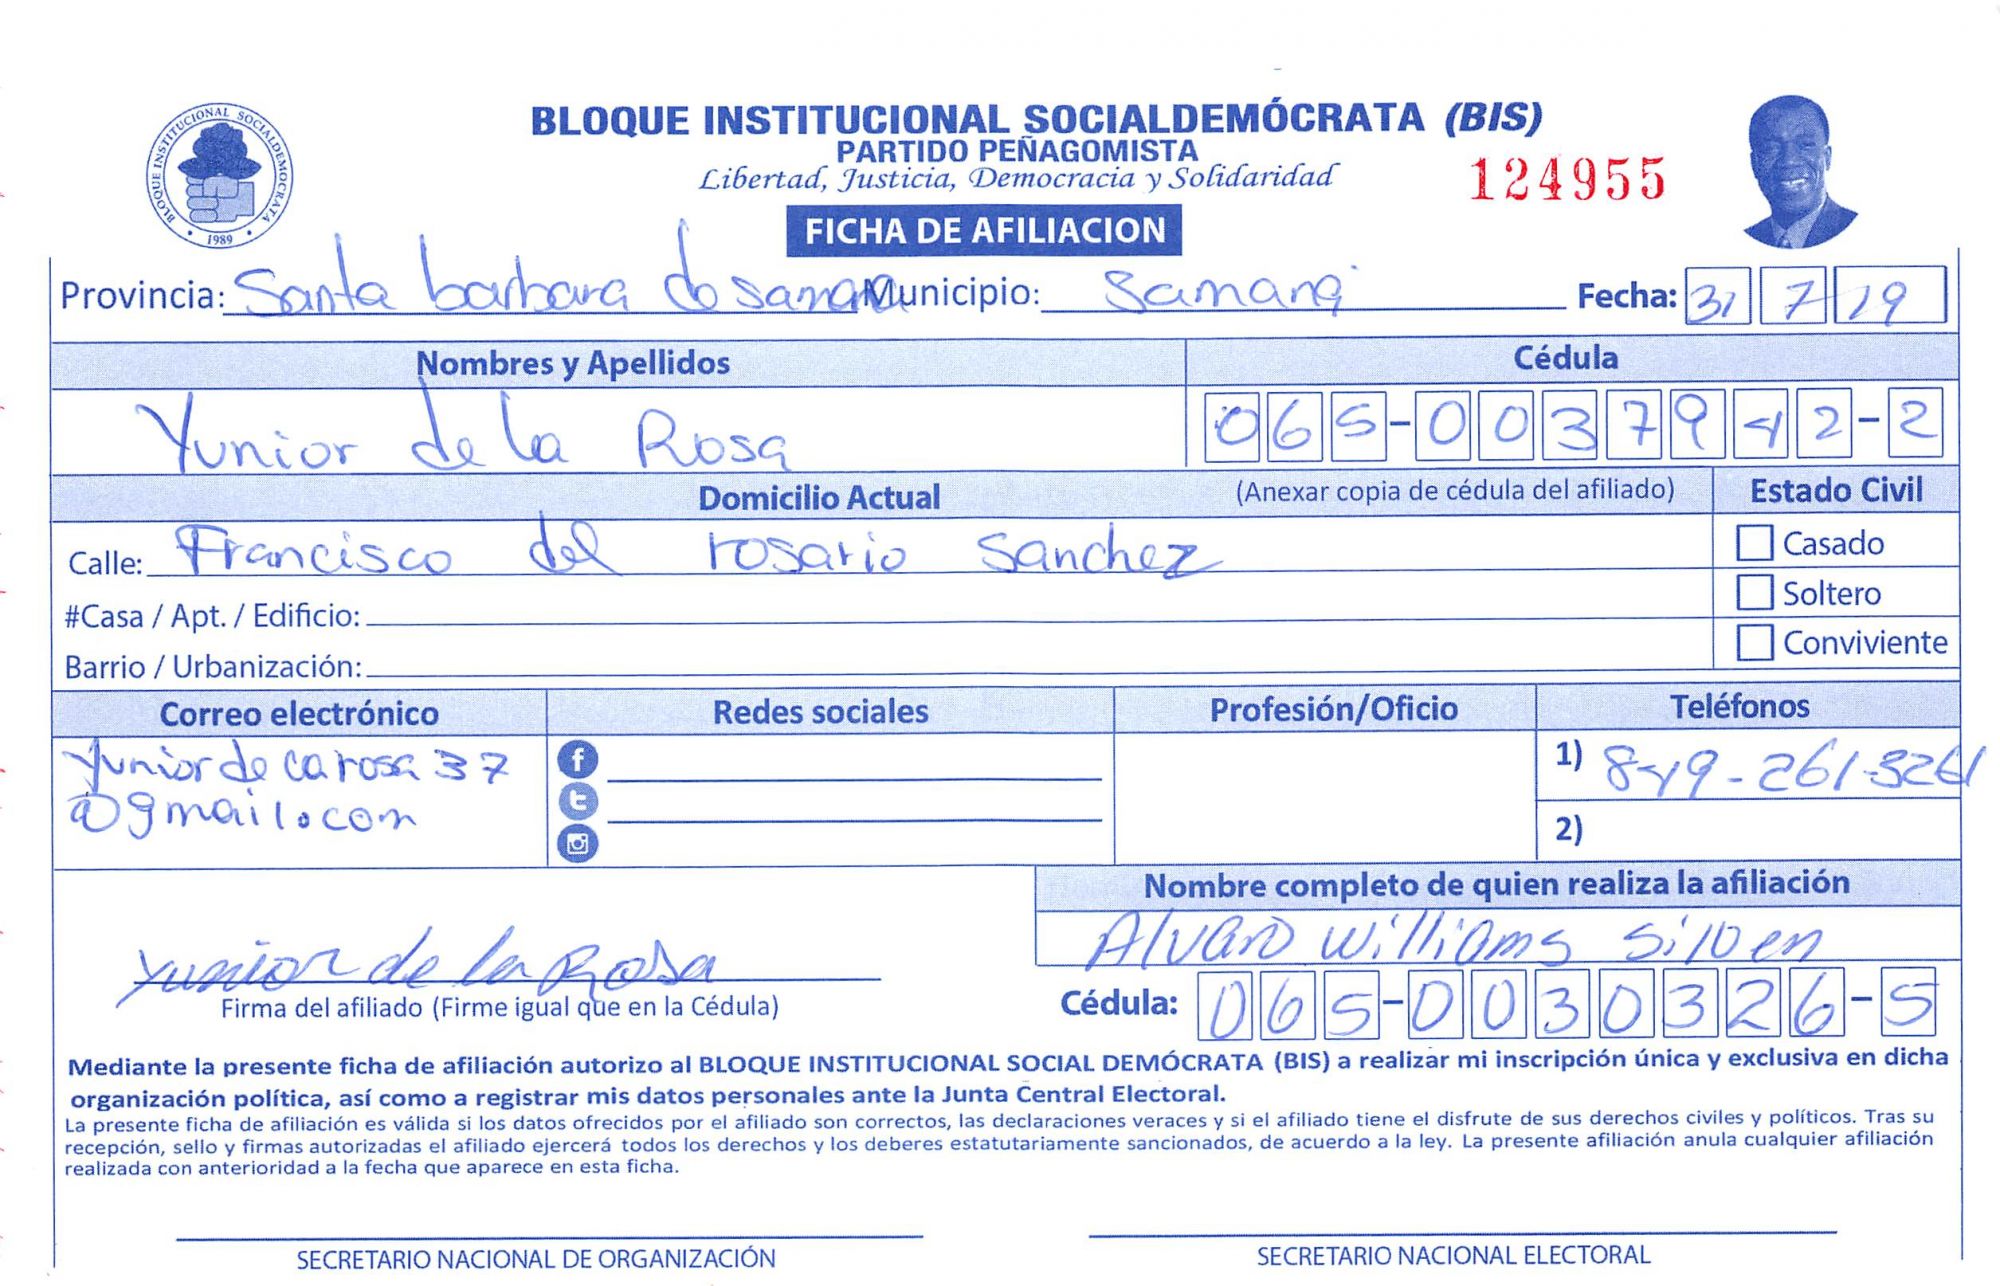 BLOQUE INSTITUCIONAL SOCIALDEMÓCRATA (BIS)
PARTIDO PEÑAGOMISTA
Libertad, Justicia, Democracia y Solidaridad
124955
BLOQUE INSTITUCIONAL SOCIALDEMOCRATA
1989
FICHA DE AFILIACION
Provincia: Santa barbara de samana Municipio: Samana Fecha: 31 7 19
Nombres y Apellidos Cédula
Yunior de la Rosa 065-0037942-2
Domicilio Actual (Anexar copia de cédula del afiliado) Estado Civil
Calle: Francisco del rosario Sanchez Casado
#Casa / Apt. / Edificio: Soltero
Barrio / Urbanización: Conviviente
Correo electrónico Redes sociales Profesión/Oficio Teléfonos
Yuniordelarosa37 1) 849-261-3261
@gmail.com 2)
Nombre completo de quien realiza la afiliación
Alvaro Williams Silven
Yunior de la Rosa
Firma del afiliado (Firme igual que en la Cédula) Cédula: 065-0030326-5
Mediante la presente ficha de afiliación autorizo al BLOQUE INSTITUCIONAL SOCIAL DEMÓCRATA (BIS) a realizar mi inscripción única y exclusiva en dicha
organización política, así como a registrar mis datos personales ante la Junta Central Electoral.
La presente ficha de afiliación es válida si los datos ofrecidos por el afiliado son correctos, las declaraciones veraces y si el afiliado tiene el disfrute de sus derechos civiles y políticos. Tras su
recepción, sello y firmas autorizadas el afiliado ejercerá todos los derechos y los deberes estatutariamente sancionados, de acuerdo a la ley. La presente afiliación anula cualquier afiliación
realizada con anterioridad a la fecha que aparece en esta ficha.
SECRETARIO NACIONAL DE ORGANIZACIÓN SECRETARIO NACIONAL ELECTORAL